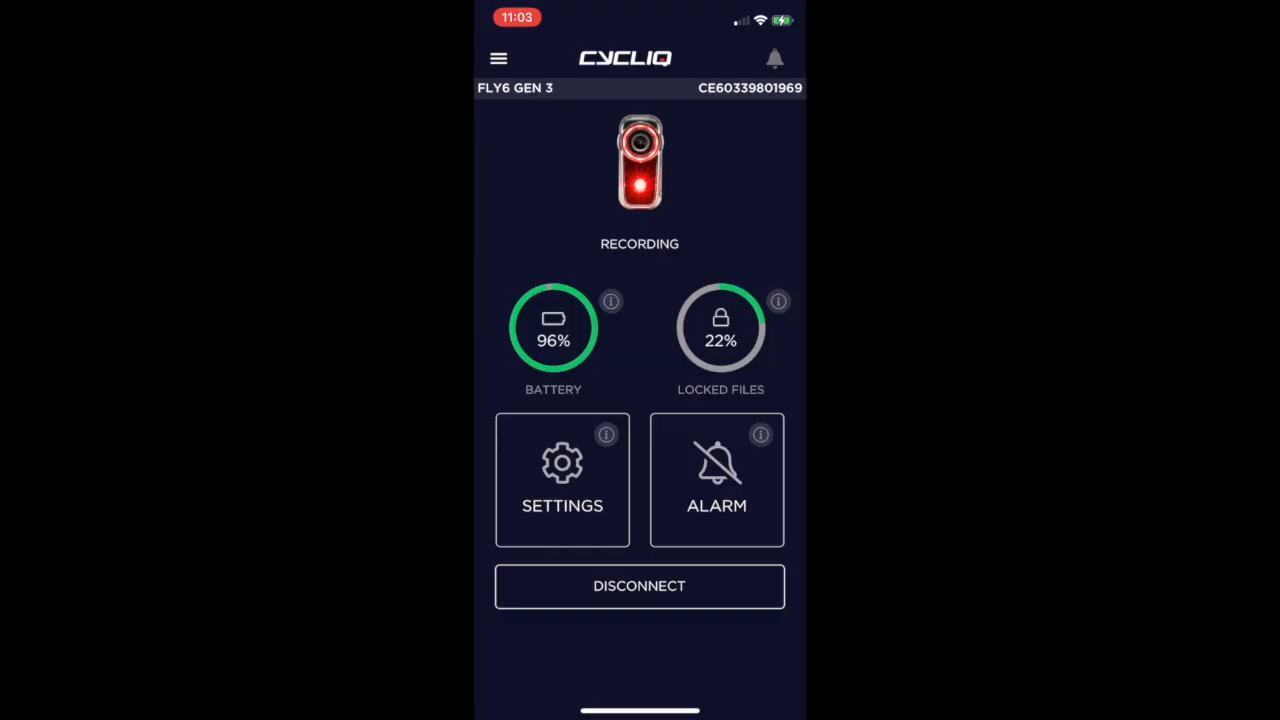 11:03
CYCLIQ
FLY6 GEN 3 CE60339801969
RECORDING
96% 22%
BATTERY LOCKED FILES
SETTINGS ALARM
DISCONNECT